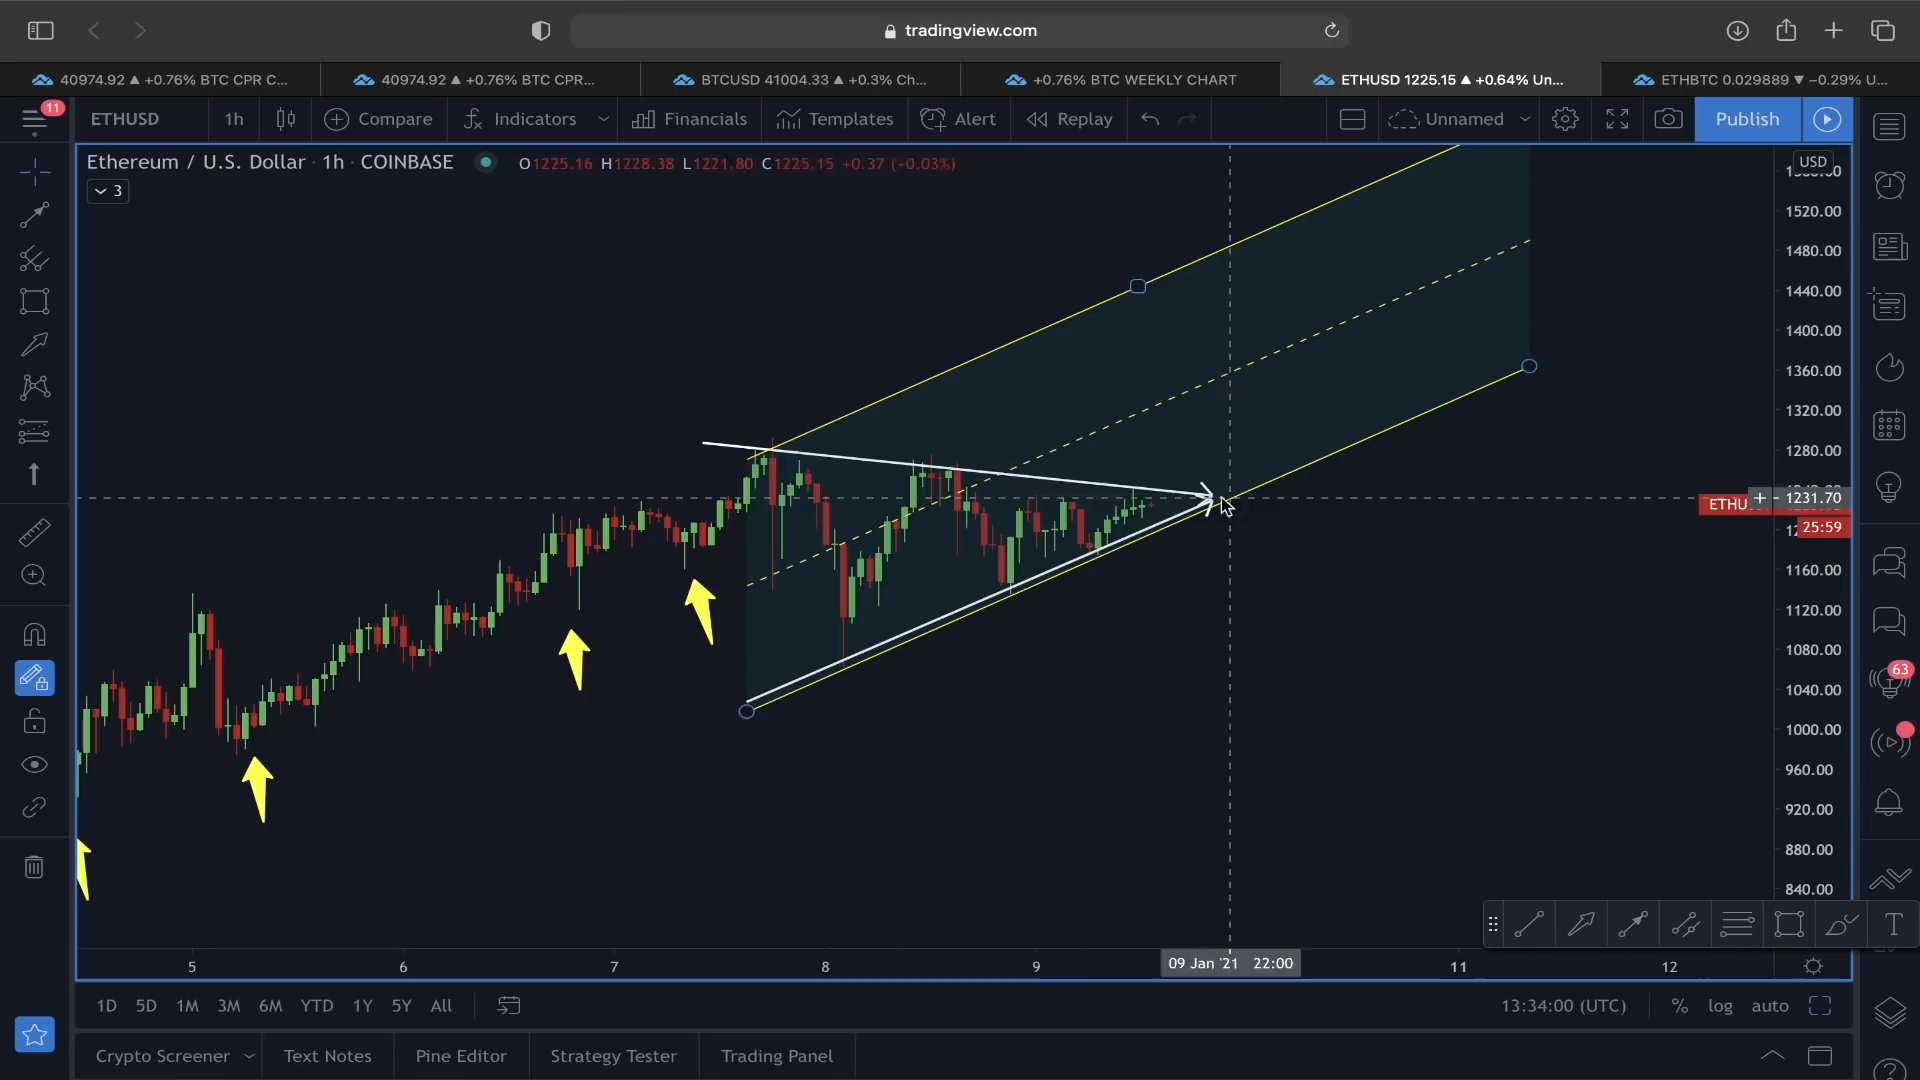 tradingview.com
40974.92 ▲ +0.76% BTC CPR C...
40974.92 ▲ +0.76% BTC CPR...
BTCUSD 41004.33 ▲ +0.3% Ch...
+0.76% BTC WEEKLY CHART
ETHUSD 1225.15 ▲ +0.64% Un...
ETHBTC 0.029889 ▼ −0.29% U...
11
ETHUSD 1h Compare Indicators Financials Templates Alert Replay Unnamed Publish
Ethereum / U.S. Dollar · 1h · COINBASE O1225.16 H1228.38 L1221.80 C1225.15 +0.37 (+0.03%)
USD
3
1520.00
1480.00
1440.00
1400.00
1360.00
1320.00
1280.00
ETHU
+ 1231.70
25:59
1160.00
1120.00
1080.00
1040.00
1000.00
960.00
920.00
880.00
840.00
63
T
5 6 7 8 9 09 Jan '21 22:00 11 12
1D 5D 1M 3M 6M YTD 1Y 5Y All 13:34:00 (UTC) % log auto
Crypto Screener Text Notes Pine Editor Strategy Tester Trading Panel